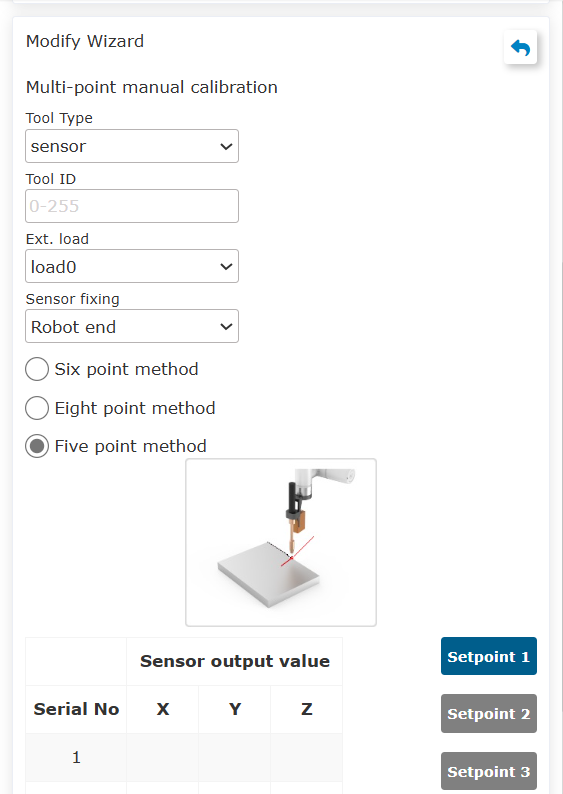 Modify Wizard
Multi-point manual calibration
Tool Type
sensor
Tool ID
0-255
Ext. load
load0
Sensor fixing
Robot end
Six point method
Eight point method
Five point method
Sensor output value
Setpoint 1
Serial No X Y Z
Setpoint 2
1
Setpoint 3